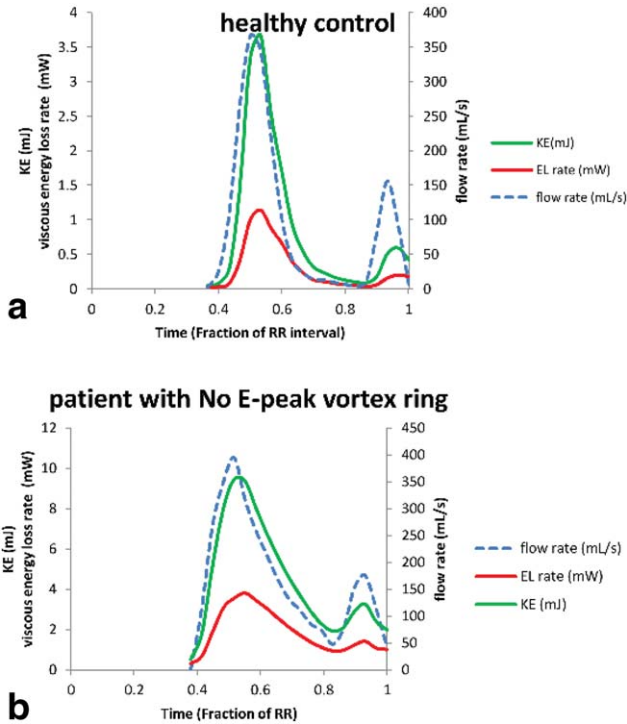 healthy control
4
3.5
3
2.5
2
1.5
1
0.5
0
KE (mJ)
viscous energy loss rate (mW)
400
350
300
250
200
150
100
50
0
flow rate (mL/s)
0 0.2 0.4 0.6 0.8 1
Time (Fraction of RR interval)
KE(mJ)
EL rate (mW)
flow rate (mL/s)
a
patient with No E-peak vortex ring
12
10
8
6
4
2
0
KE (mJ)
viscous energy loss rate (mW)
450
400
350
300
250
200
150
100
50
0
flow rate (mL/s)
0 0.2 0.4 0.6 0.8 1
Time (Fraction of RR)
flow rate (mL/s)
EL rate (mW)
KE (mJ)
b